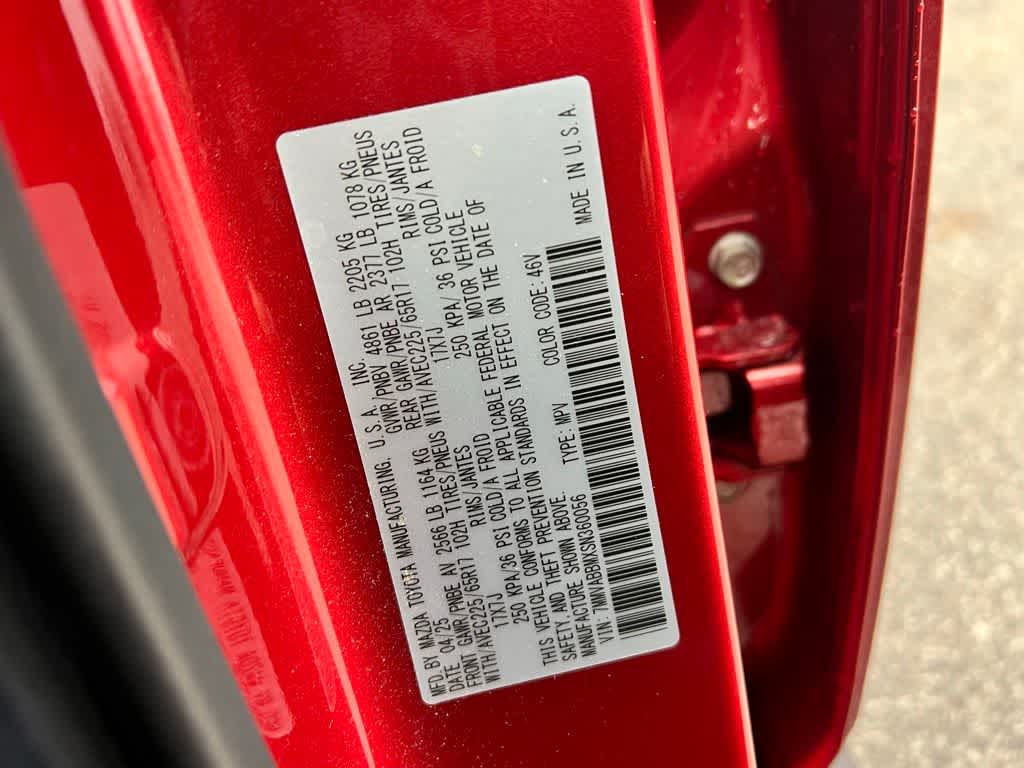 MFD. BY MAZDA TOYOTA MANUFACTURING. U.S.A. INC.
DATE 04/25 GVWR/PNBV 4861 LB 2205 KG
FRONT GAWR/PNBE AV 2566 LB 1164 KG REAR GAWR/PNBE AR 2377 LB 1078 KG
WITH/AVEC225/65R17 102H TIRES/PNEUS WITH/AVEC225/65R17 102H TIRES/PNEUS
17X7J RIMS/JANTES 17X7J RIMS/JANTES
250 KPA/36 PSI COLD/A FROID 250 KPA/ 36 PSI COLD/A FROID
THIS VEHICLE CONFORMS TO ALL APPLICABLE FEDERAL MOTOR VEHICLE
SAFETY. AND THEFT PREVENTION STANDARDS IN EFFECT ON THE DATE OF
MANUFACTURE SHOWN ABOVE.
VIN: 7MMVABBMXSN360056 TYPE: MPV COLOR CODE: 46V MADE IN U.S.A.